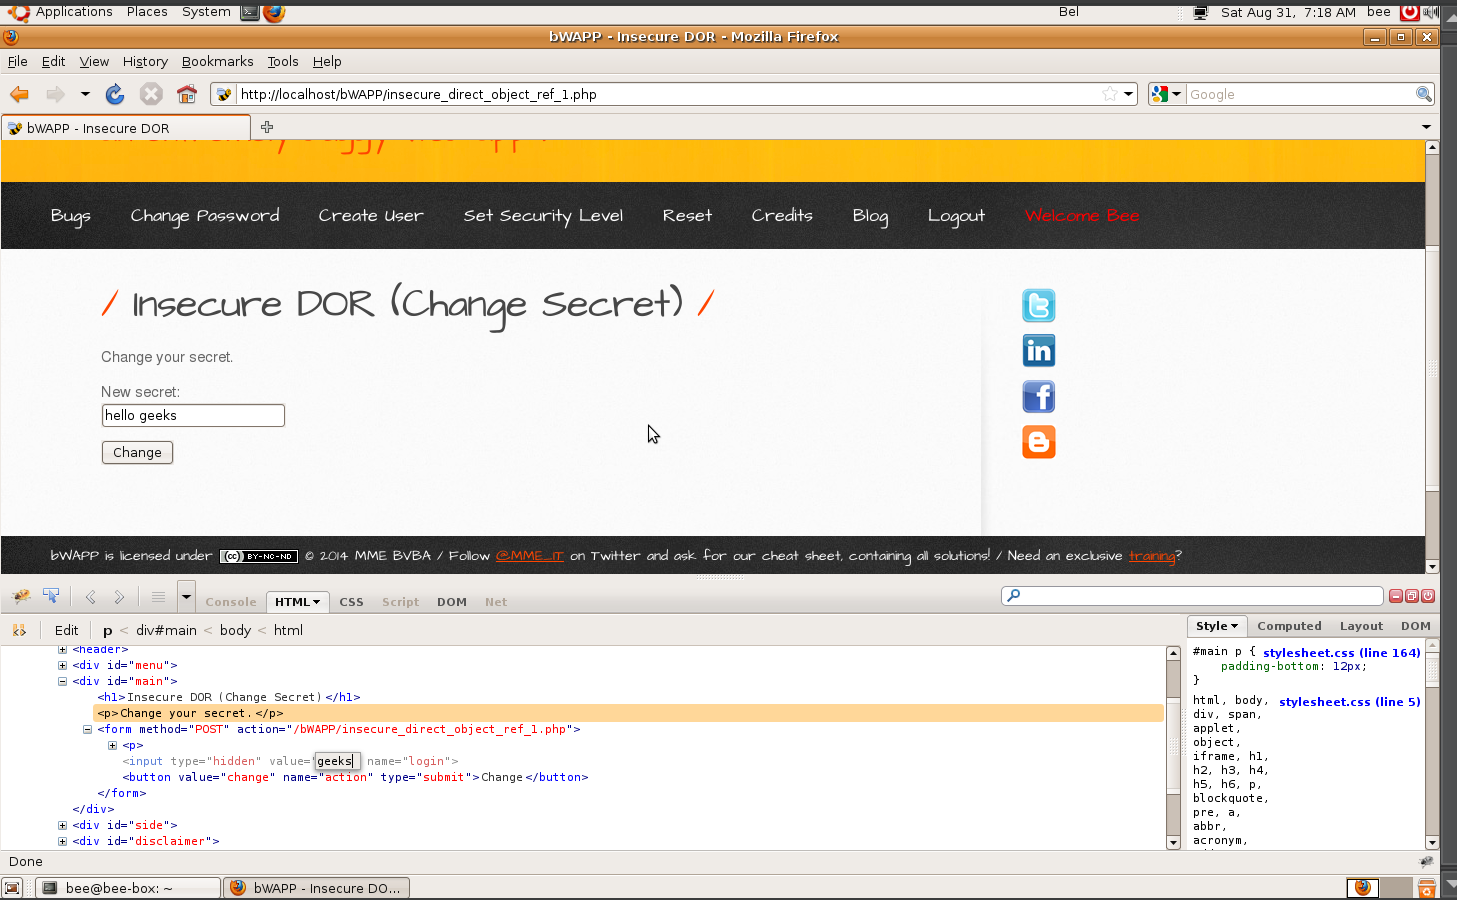 Applications Places System Bel Sat Aug 31, 7:18 AM bee
bWAPP - Insecure DOR - Mozilla Firefox
File Edit View History Bookmarks Tools Help
http://localhost/bWAPP/insecure_direct_object_ref_1.php Google
bWAPP - Insecure DOR
Bugs Change Password Create User Set Security Level Reset Credits Blog Logout Welcome Bee
/ Insecure DOR (Change Secret) /
Change your secret.
New secret:
hello geeks
Change
bWAPP is licensed under cc BY-NC-ND © 2014 MME BVBA / Follow @MME_IT on Twitter and ask for our cheat sheet, containing all solutions! / Need an exclusive training?
Console HTML CSS Script DOM Net
Edit p < div#main < body < html
Style Computed Layout DOM
<header>
<div id="menu">
<div id="main">
<h1>Insecure DOR (Change Secret)</h1>
<p>Change your secret.</p>
<form method="POST" action="/bWAPP/insecure_direct_object_ref_1.php">
<p>
<input type="hidden" value="geeks name="login">
<button value="change" name="action" type="submit">Change</button>
</form>
</div>
<div id="side">
<div id="disclaimer">
#main p { stylesheet.css (line 164)
padding-bottom: 12px;
}
html, body, stylesheet.css (line 5)
div, span,
applet,
object,
iframe, h1,
h2, h3, h4,
h5, h6, p,
blockquote,
pre, a,
abbr,
acronym,
Done
bee@bee-box: ~ bWAPP - Insecure DO...